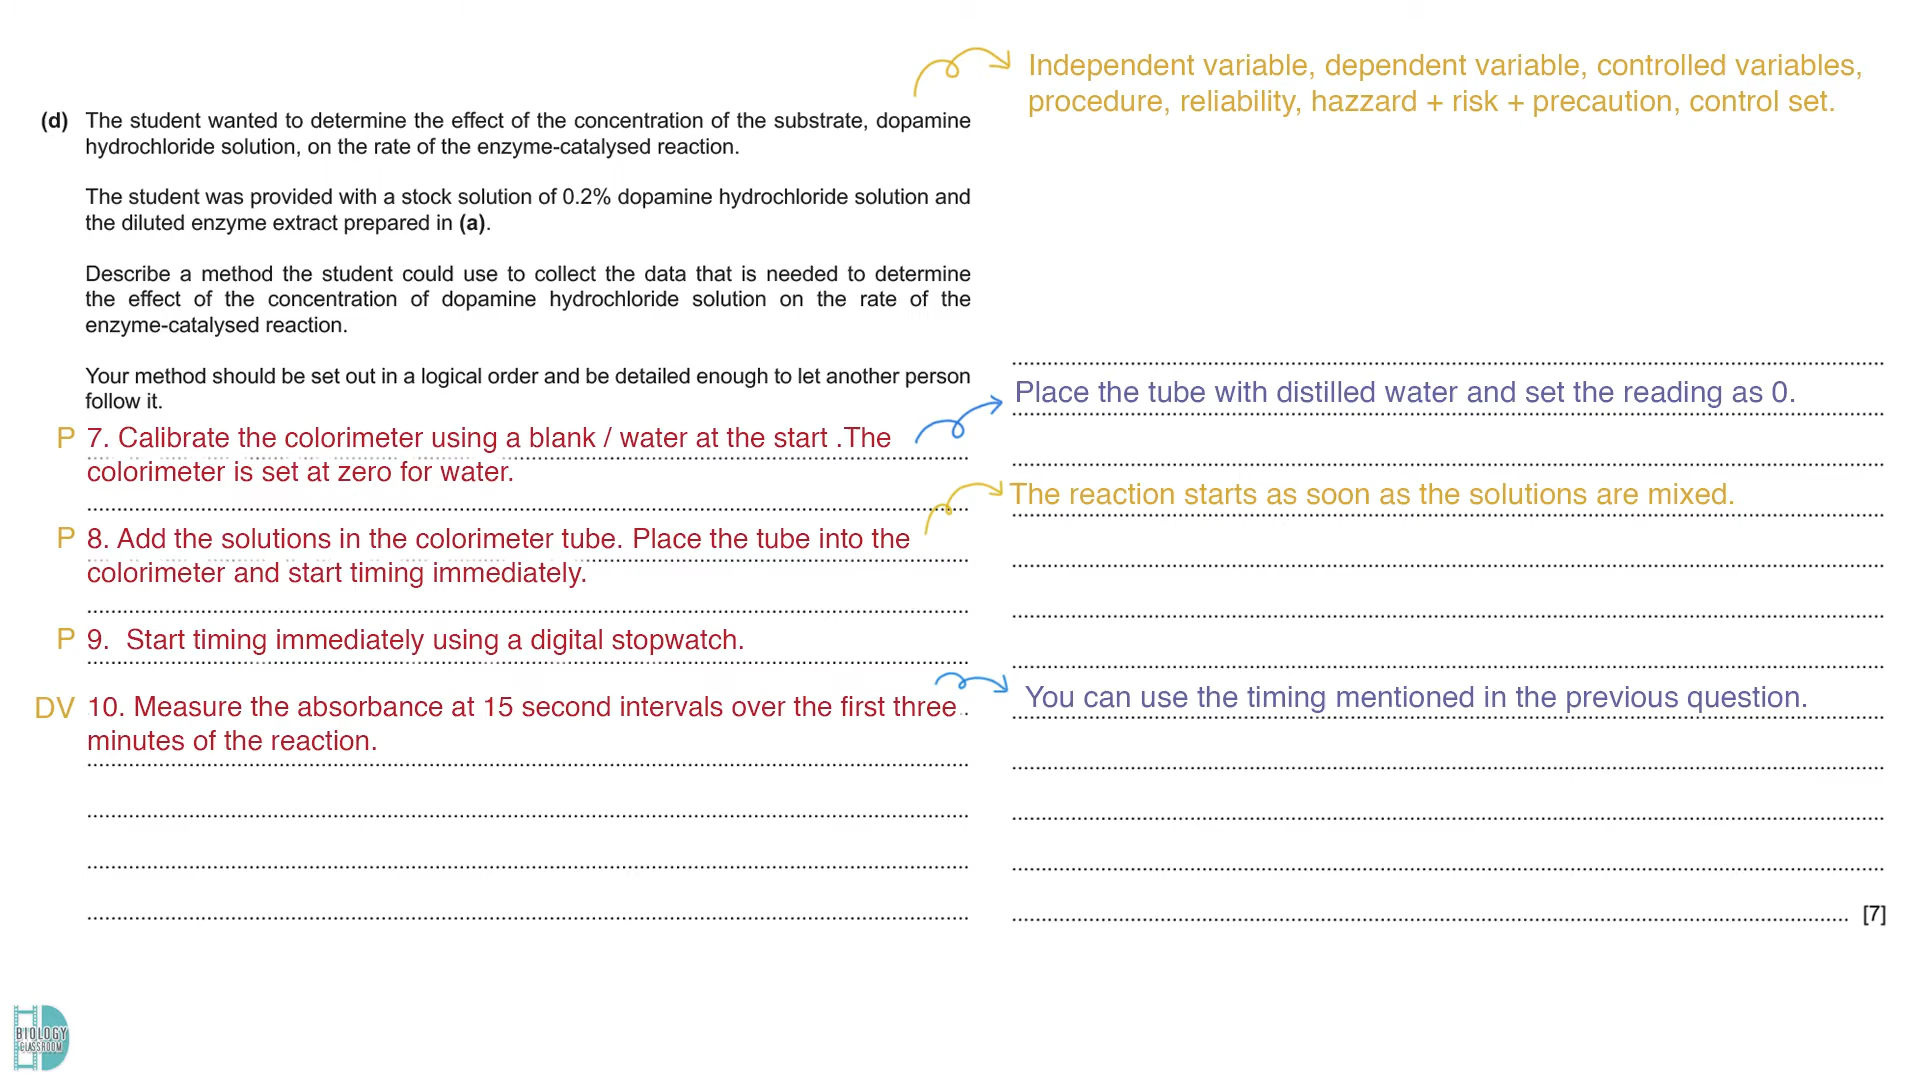 Independent variable, dependent variable, controlled variables,
procedure, reliability, hazzard + risk + precaution, control set.
(d) The student wanted to determine the effect of the concentration of the substrate, dopamine
hydrochloride solution, on the rate of the enzyme-catalysed reaction.
The student was provided with a stock solution of 0.2% dopamine hydrochloride solution and
the diluted enzyme extract prepared in (a).
Describe a method the student could use to collect the data that is needed to determine
the effect of the concentration of dopamine hydrochloride solution on the rate of the
enzyme-catalysed reaction.
Your method should be set out in a logical order and be detailed enough to let another person
follow it.
P 7. Calibrate the colorimeter using a blank / water at the start .The
colorimeter is set at zero for water.
P 8. Add the solutions in the colorimeter tube. Place the tube into the
colorimeter and start timing immediately.
P 9. Start timing immediately using a digital stopwatch.
DV 10. Measure the absorbance at 15 second intervals over the first three
minutes of the reaction.
Place the tube with distilled water and set the reading as 0.
The reaction starts as soon as the solutions are mixed.
You can use the timing mentioned in the previous question.
[7]
BIOLOGY
CLASSROOM